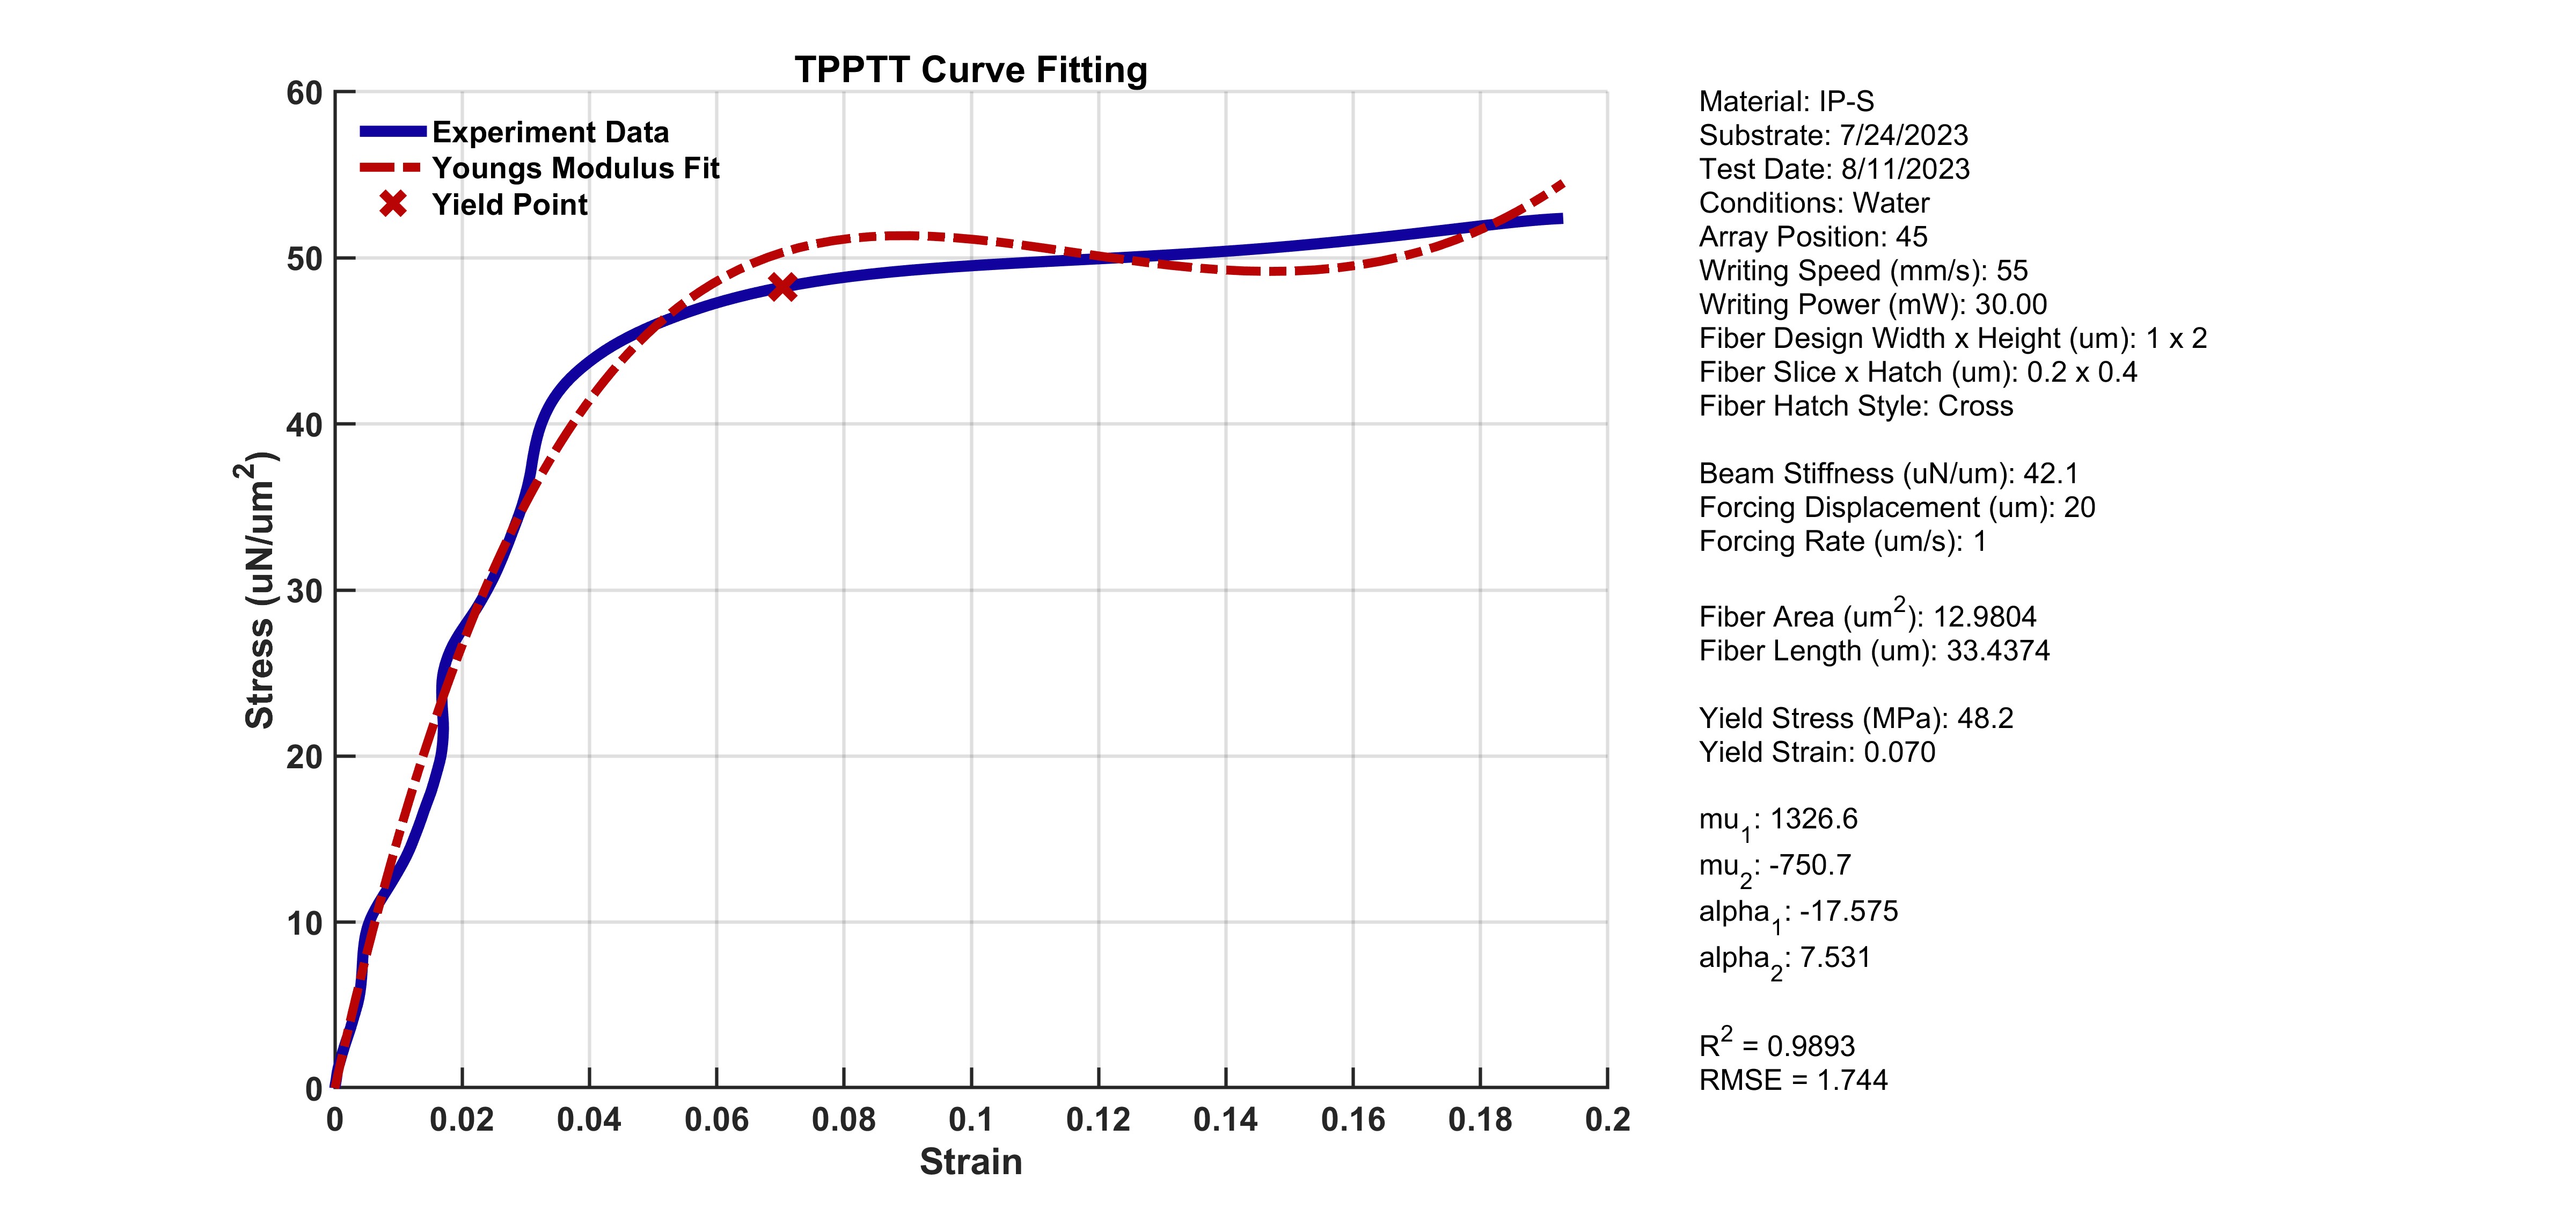 TPPTT Curve Fitting
60
50
40
30
20
10
0
Stress (uN/um²)
Experiment Data
Youngs Modulus Fit
Yield Point
0 0.02 0.04 0.06 0.08 0.1 0.12 0.14 0.16 0.18 0.2
Strain
Material: IP-S
Substrate: 7/24/2023
Test Date: 8/11/2023
Conditions: Water
Array Position: 45
Writing Speed (mm/s): 55
Writing Power (mW): 30.00
Fiber Design Width x Height (um): 1 x 2
Fiber Slice x Hatch (um): 0.2 x 0.4
Fiber Hatch Style: Cross
Beam Stiffness (uN/um): 42.1
Forcing Displacement (um): 20
Forcing Rate (um/s): 1
Fiber Area (um²): 12.9804
Fiber Length (um): 33.4374
Yield Stress (MPa): 48.2
Yield Strain: 0.070
mu₁: 1326.6
mu₂: -750.7
alpha₁: -17.575
alpha₂: 7.531
R² = 0.9893
RMSE = 1.744